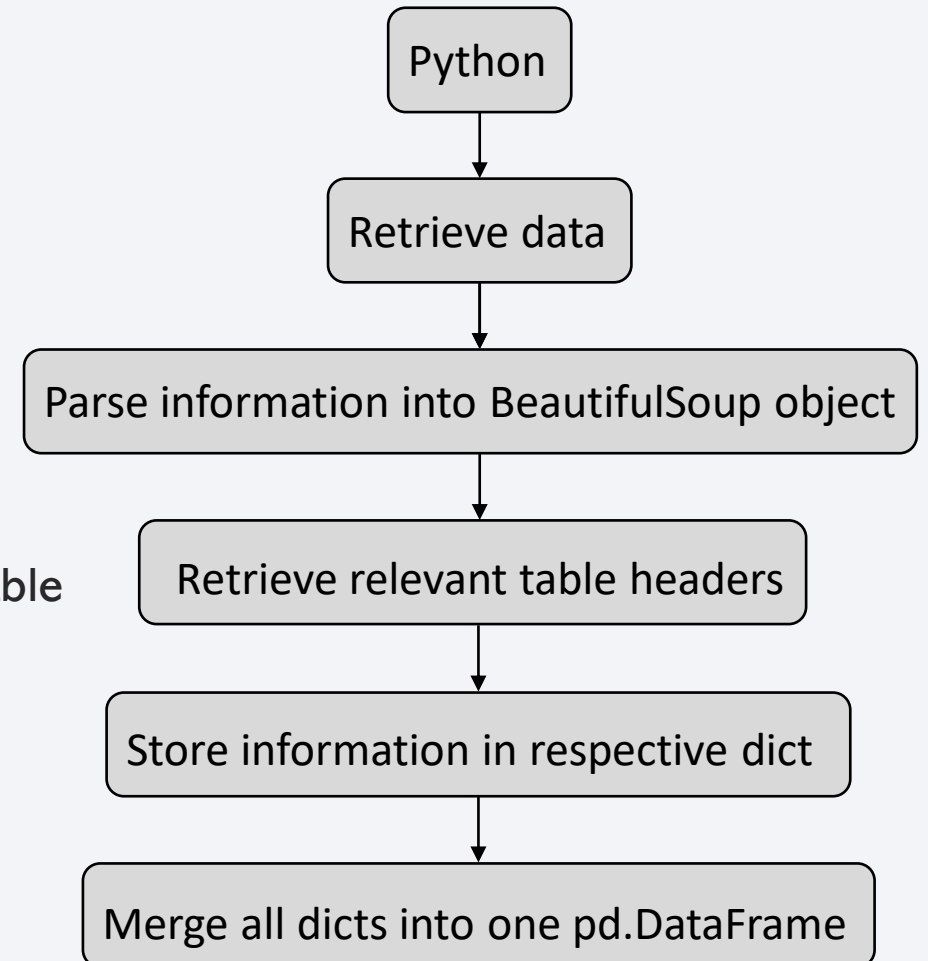 Python
Retrieve data
Parse information into BeautifulSoup object
Retrieve relevant table headers
Store information in respective dict
Merge all dicts into one pd.DataFrame